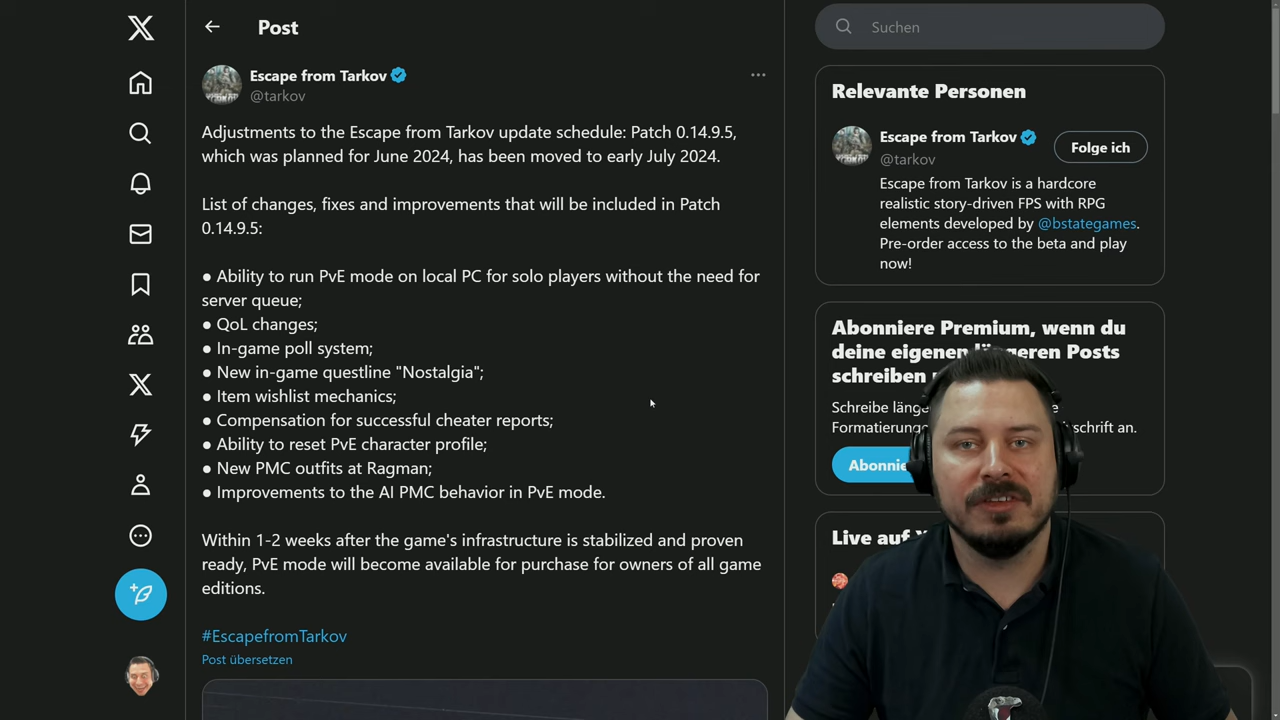 Post
Escape from Tarkov
@tarkov
Adjustments to the Escape from Tarkov update schedule: Patch 0.14.9.5,
which was planned for June 2024, has been moved to early July 2024.
List of changes, fixes and improvements that will be included in Patch
0.14.9.5:
● Ability to run PvE mode on local PC for solo players without the need for
server queue;
● QoL changes;
● In-game poll system;
● New in-game questline "Nostalgia";
● Item wishlist mechanics;
● Compensation for successful cheater reports;
● Ability to reset PvE character profile;
● New PMC outfits at Ragman;
● Improvements to the AI PMC behavior in PvE mode.
Within 1-2 weeks after the game's infrastructure is stabilized and proven
ready, PvE mode will become available for purchase for owners of all game
editions.
#EscapefromTarkov
Post übersetzen
Suchen
Relevante Personen
Escape from Tarkov
@tarkov
Folge ich
Escape from Tarkov is a hardcore
realistic story-driven FPS with RPG
elements developed by @bstategames.
Pre-order access to the beta and play
now!
Abonniere Premium, wenn du
deine eigenen längeren Posts
schreiben
Schreibe
Formatierung
schrift an.
Live auf